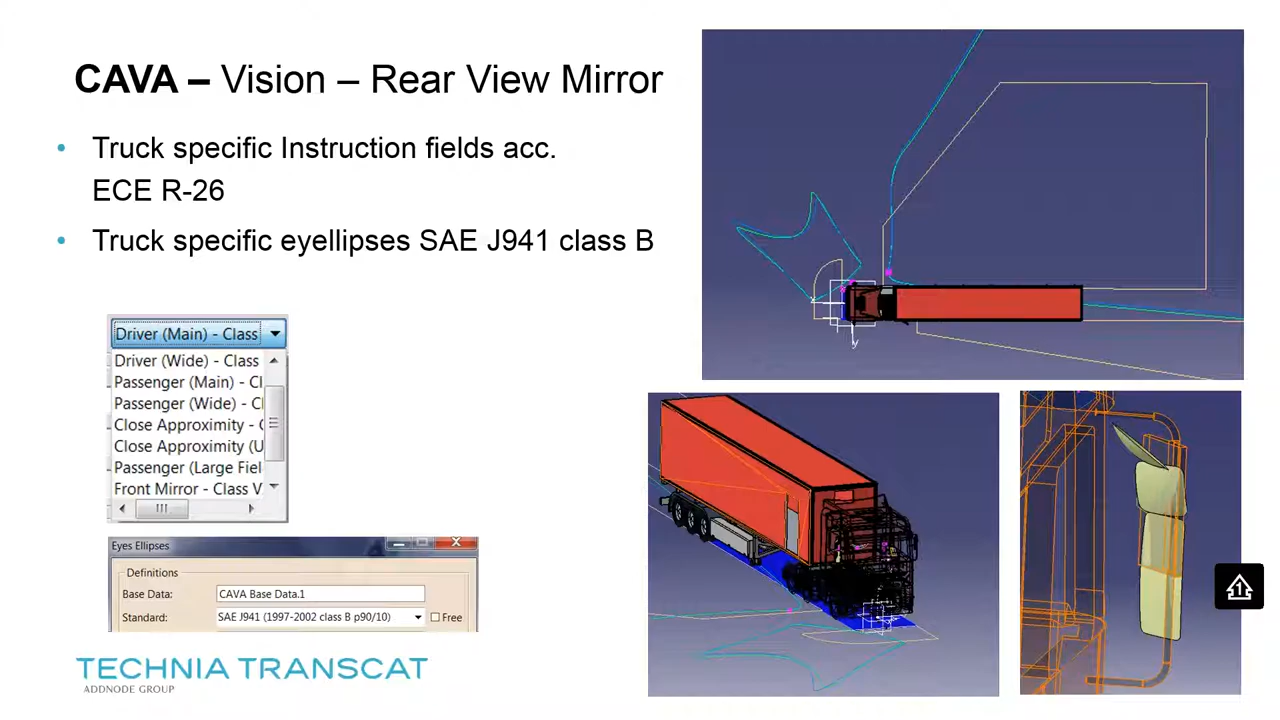 CAVA – Vision – Rear View Mirror
• Truck specific Instruction fields acc.
ECE R-26
• Truck specific eyellipses SAE J941 class B
Driver (Main) - Class
Driver (Wide) - Class
Passenger (Main) - Cl
Passenger (Wide) - C
Close Approximity - C
Close Approximity (U
Passenger (Large Fiel
Front Mirror - Class V
Eyes Ellipses
Definitions
Base Data: CAVA Base Data.1
Standard: SAE J941 (1997-2002 class B p90/10) Free
TECHNIA TRANSCAT
ADDNODE GROUP
y
1